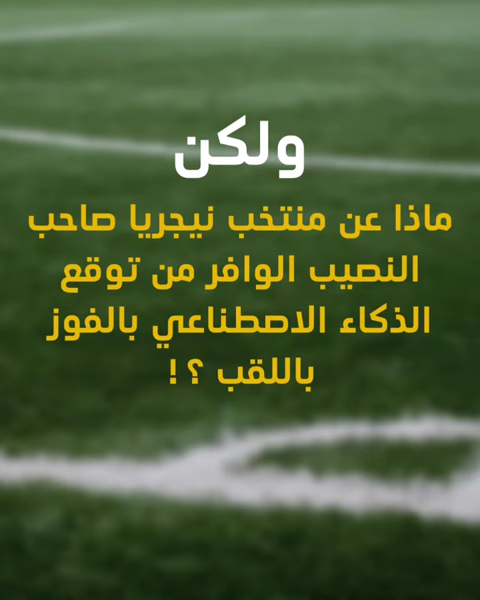 ولكن
ماذا عن منتخب نيجريا صاحب
النصيب الوافر من توقع
الذكاء الاصطناعي بالفوز
باللقب ؟ !